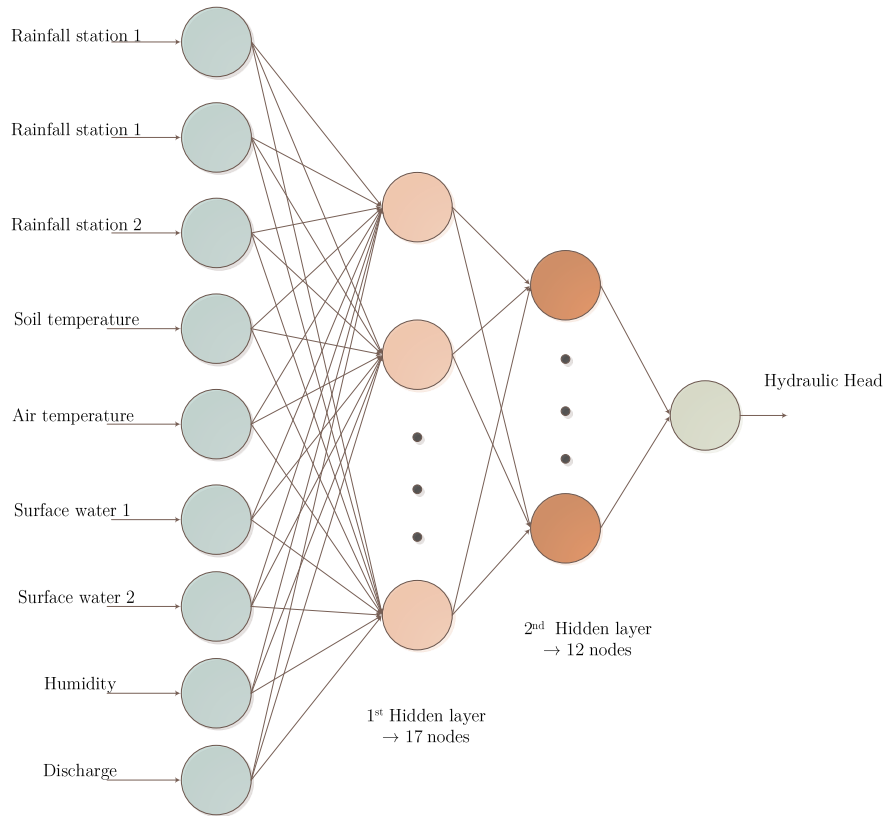 Rainfall station 1
Rainfall station 1
Rainfall station 2
Soil temperature
Air temperature
Surface water 1
Surface water 2
Humidity
Discharge
1st Hidden layer
→ 17 nodes
2nd Hidden layer
→ 12 nodes
Hydraulic Head